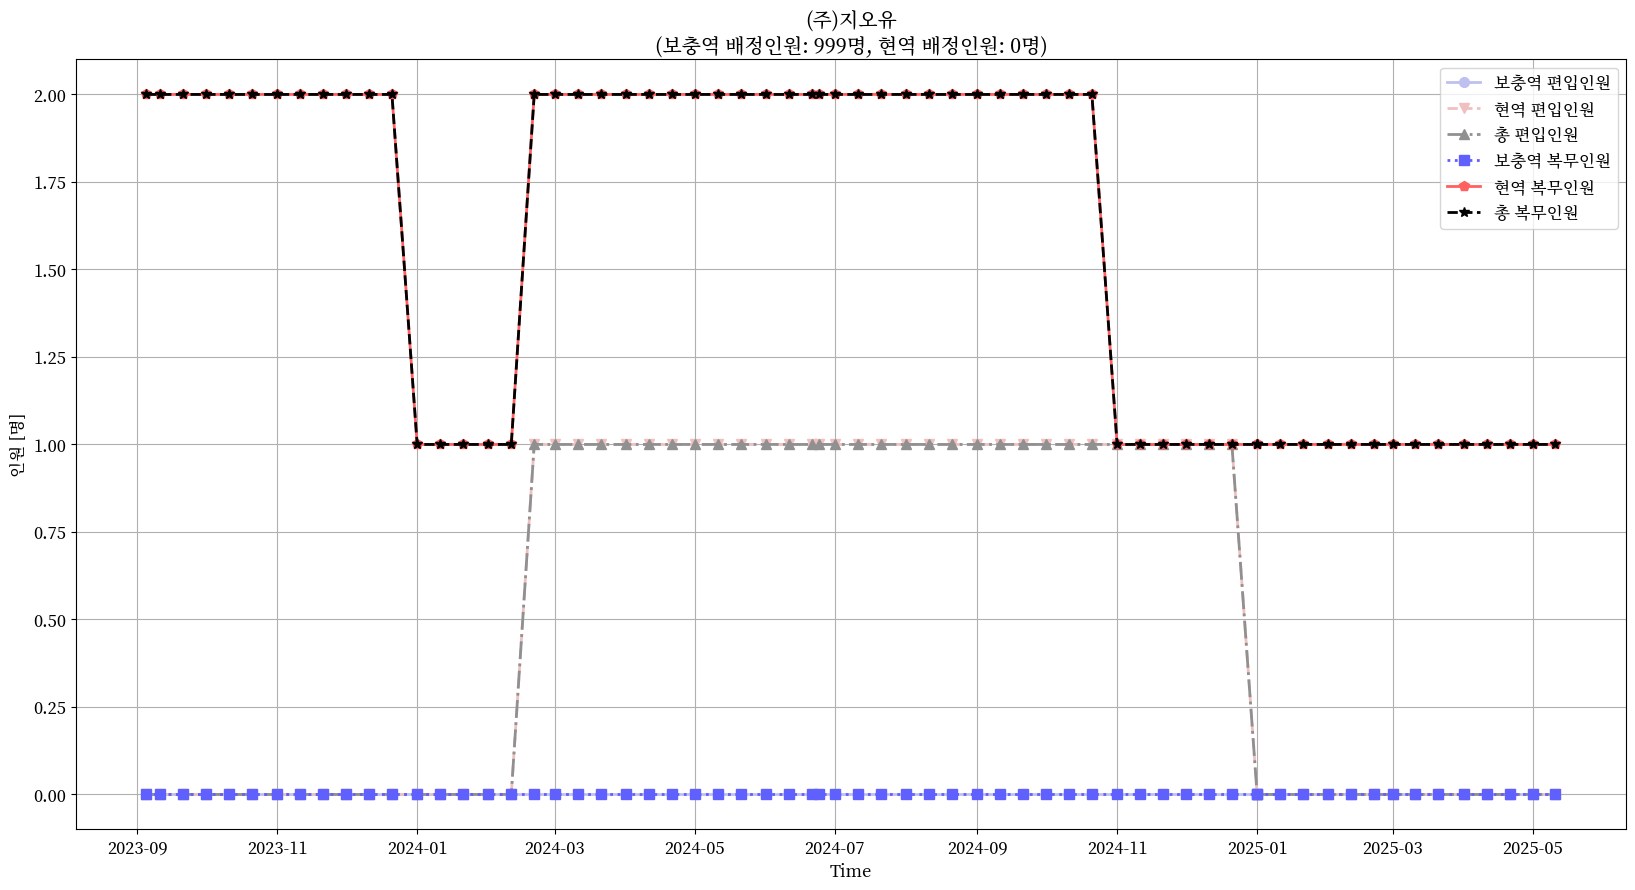 (주)지오유
(보충역 배정인원: 999명, 현역 배정인원: 0명)
보충역 편입인원
현역 편입인원
총 편입인원
보충역 복무인원
현역 복무인원
총 복무인원
인원 [명]
2.00
1.75
1.50
1.25
1.00
0.75
0.50
0.25
0.00
2023-09 2023-11 2024-01 2024-03 2024-05 2024-07 2024-09 2024-11 2025-01 2025-03 2025-05
Time